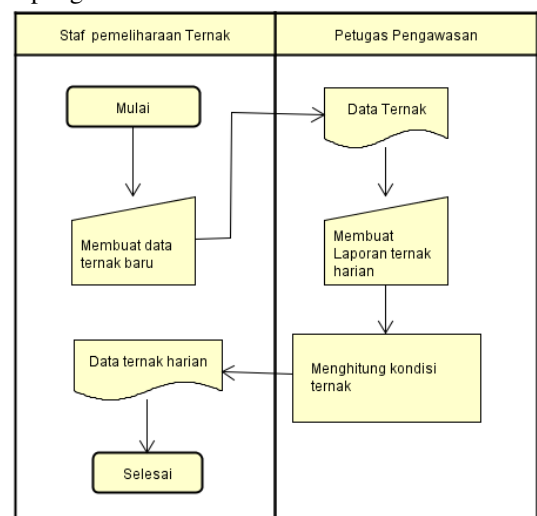 Staf pemeliharaan Ternak
Petugas Pengawasan
Mulai
Data Ternak
Membuat data
ternak baru
Membuat
Laporan ternak
harian
Menghitung kondisi
ternak
Data ternak harian
Selesai